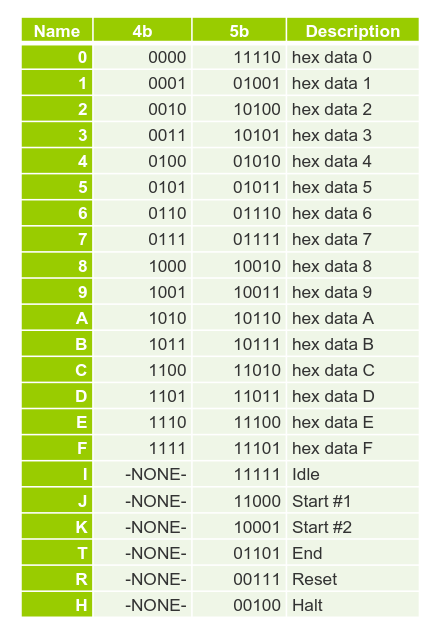 Name 4b 5b Description
0 0000 11110 hex data 0
1 0001 01001 hex data 1
2 0010 10100 hex data 2
3 0011 10101 hex data 3
4 0100 01010 hex data 4
5 0101 01011 hex data 5
6 0110 01110 hex data 6
7 0111 01111 hex data 7
8 1000 10010 hex data 8
9 1001 10011 hex data 9
A 1010 10110 hex data A
B 1011 10111 hex data B
C 1100 11010 hex data C
D 1101 11011 hex data D
E 1110 11100 hex data E
F 1111 11101 hex data F
I -NONE- 11111 Idle
J -NONE- 11000 Start #1
K -NONE- 10001 Start #2
T -NONE- 01101 End
R -NONE- 00111 Reset
H -NONE- 00100 Halt